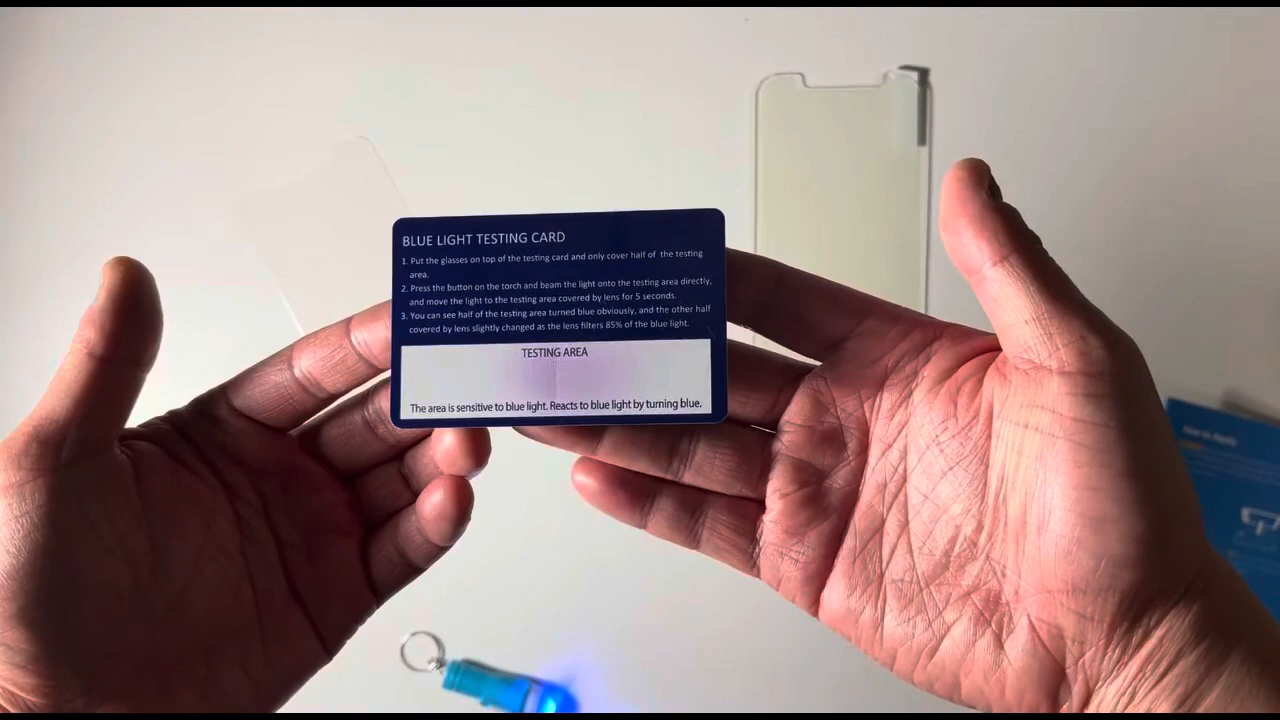 BLUE LIGHT TESTING CARD
1. Put the glasses on top of the testing card and only cover half of the testing
area.
2. Press the button on the torch and beam the light onto the testing area directly,
and move the light to the testing area covered by lens for 5 seconds.
3. You can see half of the testing area turned blue obviously, and the other half
covered by lens slightly changed as the lens filters 85% of the blue light.
TESTING AREA
The area is sensitive to blue light. Reacts to blue light by turning blue.
How to Apply